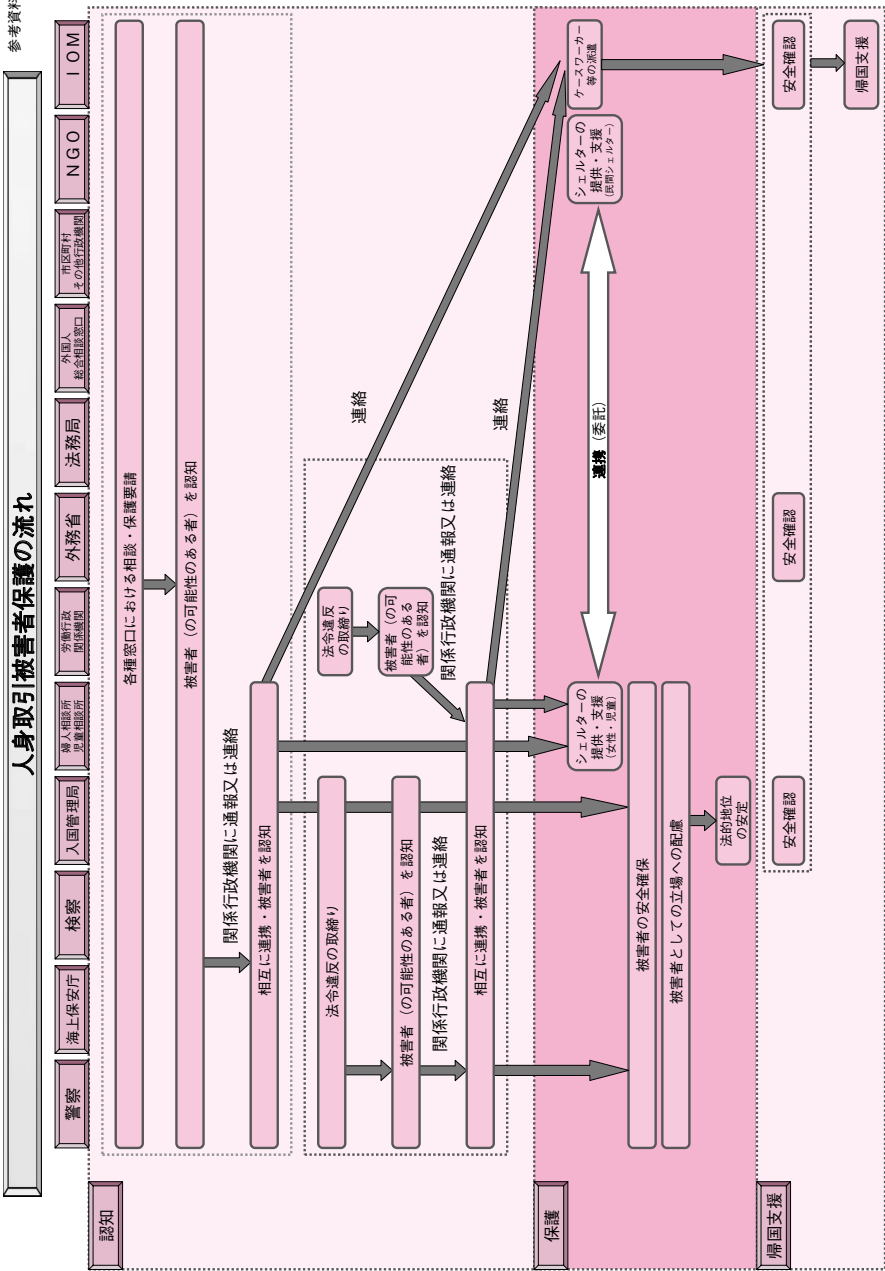 参考資料
人身取引被害者保護の流れ
警察
海上保安庁
検察
入国管理局
婦人相談所
児童相談所
労働行政
関係機関
外務省
法務局
外国人
総合相談窓口
市区町村
その他行政機関
NGO
IOM
認知
各種窓口における相談・保護要請
被害者（の可能性のある者）を認知
関係行政機関に通報又は連絡
相互に連携・被害者を認知
連絡
法令違反の取締り
被害者（の可能性のある者）を認知
関係行政機関に通報又は連絡
相互に連携・被害者を認知
法令違反
の取締り
被害者（の可
能性のある
者）を認知
関係行政機関に通報又は連絡
連絡
保護
シェルターの
提供・支援
（女性・児童）
連携（委託）
シェルターの
提供・支援
（民間シェルター）
ケースワーカー
等の派遣
被害者の安全確保
被害者としての立場への配慮
法的地位
の安定
帰国支援
安全確認
安全確認
安全確認
帰国支援